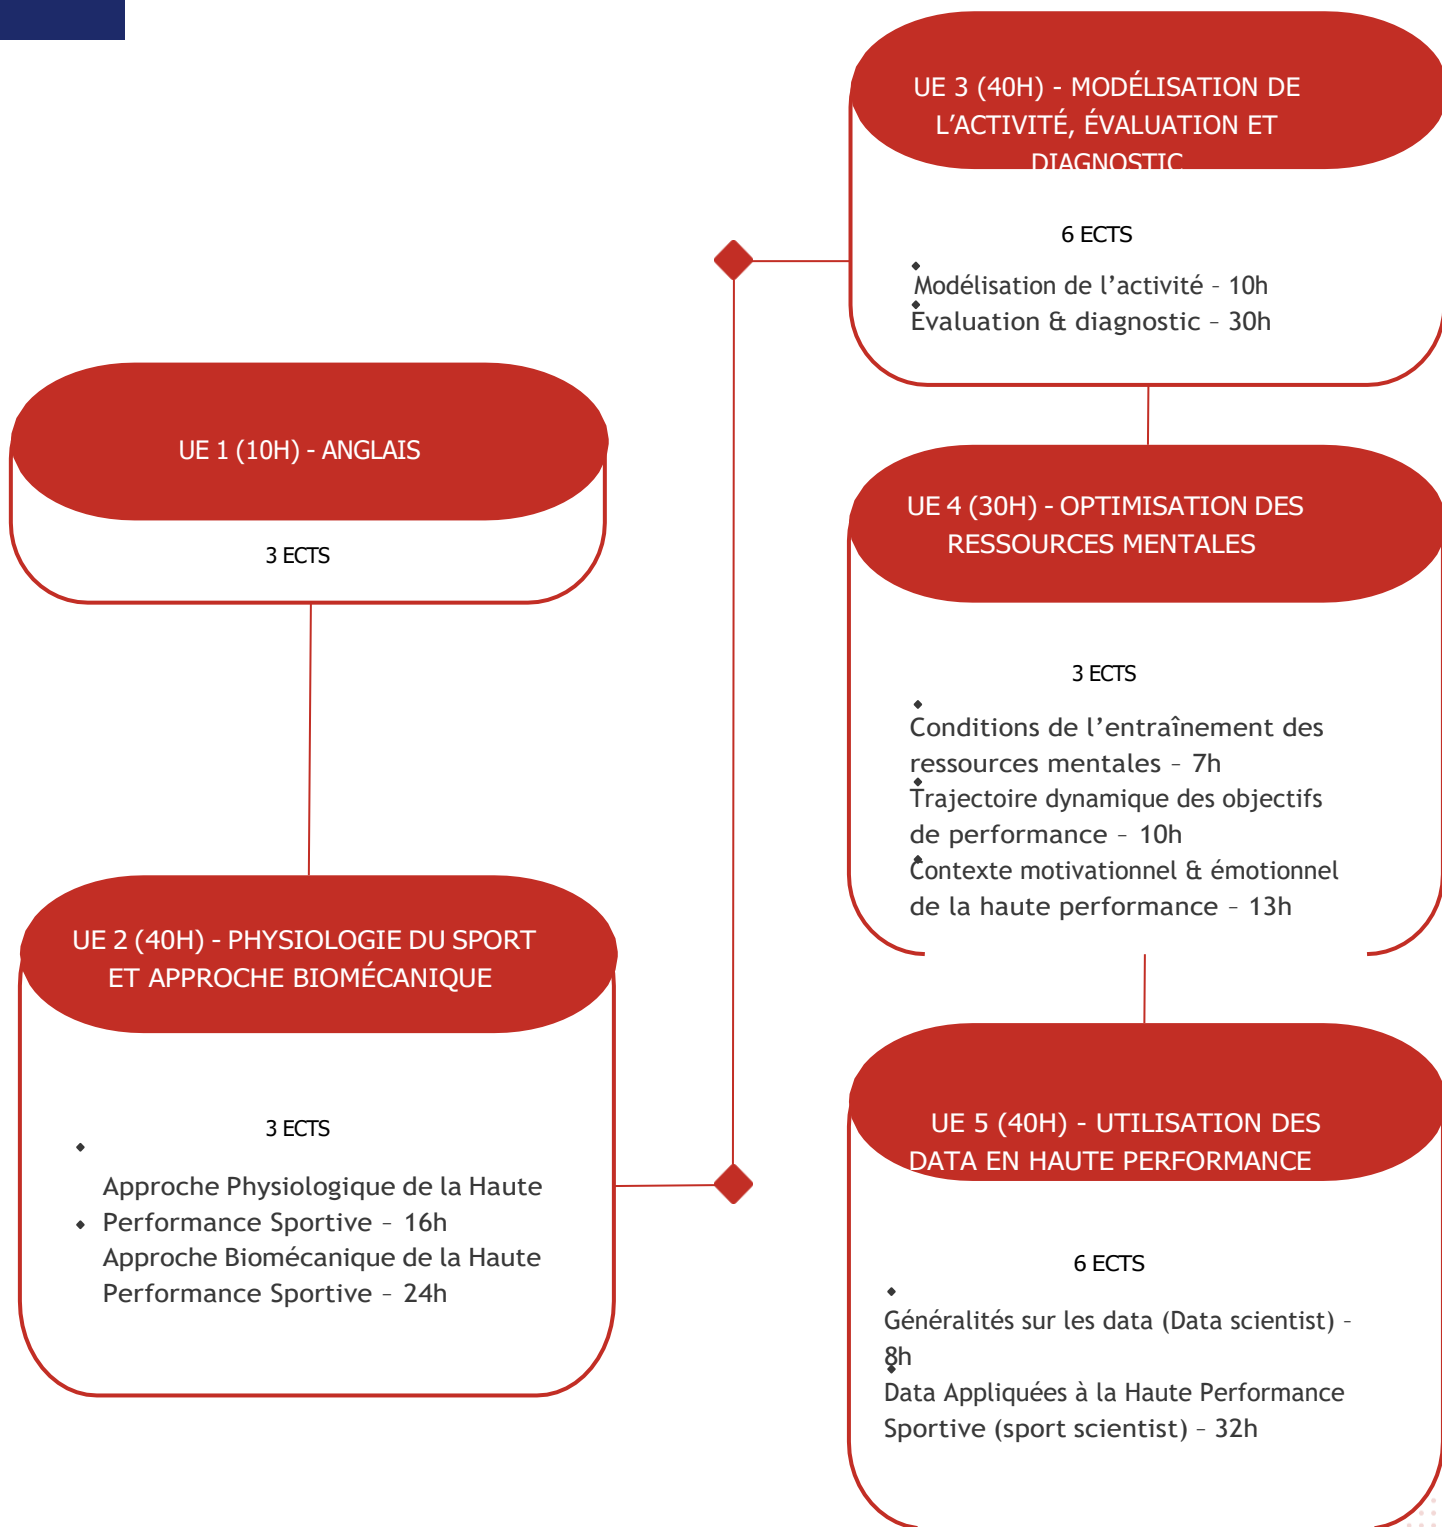 UE 1 (10H) - ANGLAIS
3 ECTS
UE 2 (40H) - PHYSIOLOGIE DU SPORT
ET APPROCHE BIOMÉCANIQUE
3 ECTS
Approche Physiologique de la Haute
Performance Sportive – 16h
Approche Biomécanique de la Haute
Performance Sportive – 24h
UE 3 (40H) - MODÉLISATION DE
L’ACTIVITÉ, ÉVALUATION ET
DIAGNOSTIC
6 ECTS
Modélisation de l’activité – 10h
Evaluation & diagnostic – 30h
UE 4 (30H) - OPTIMISATION DES
RESSOURCES MENTALES
3 ECTS
Conditions de l’entraînement des
ressources mentales – 7h
Trajectoire dynamique des objectifs
de performance – 10h
Contexte motivationnel & émotionnel
de la haute performance – 13h
UE 5 (40H) - UTILISATION DES
DATA EN HAUTE PERFORMANCE
6 ECTS
Généralités sur les data (Data scientist) –
8h
Data Appliquées à la Haute Performance
Sportive (sport scientist) – 32h